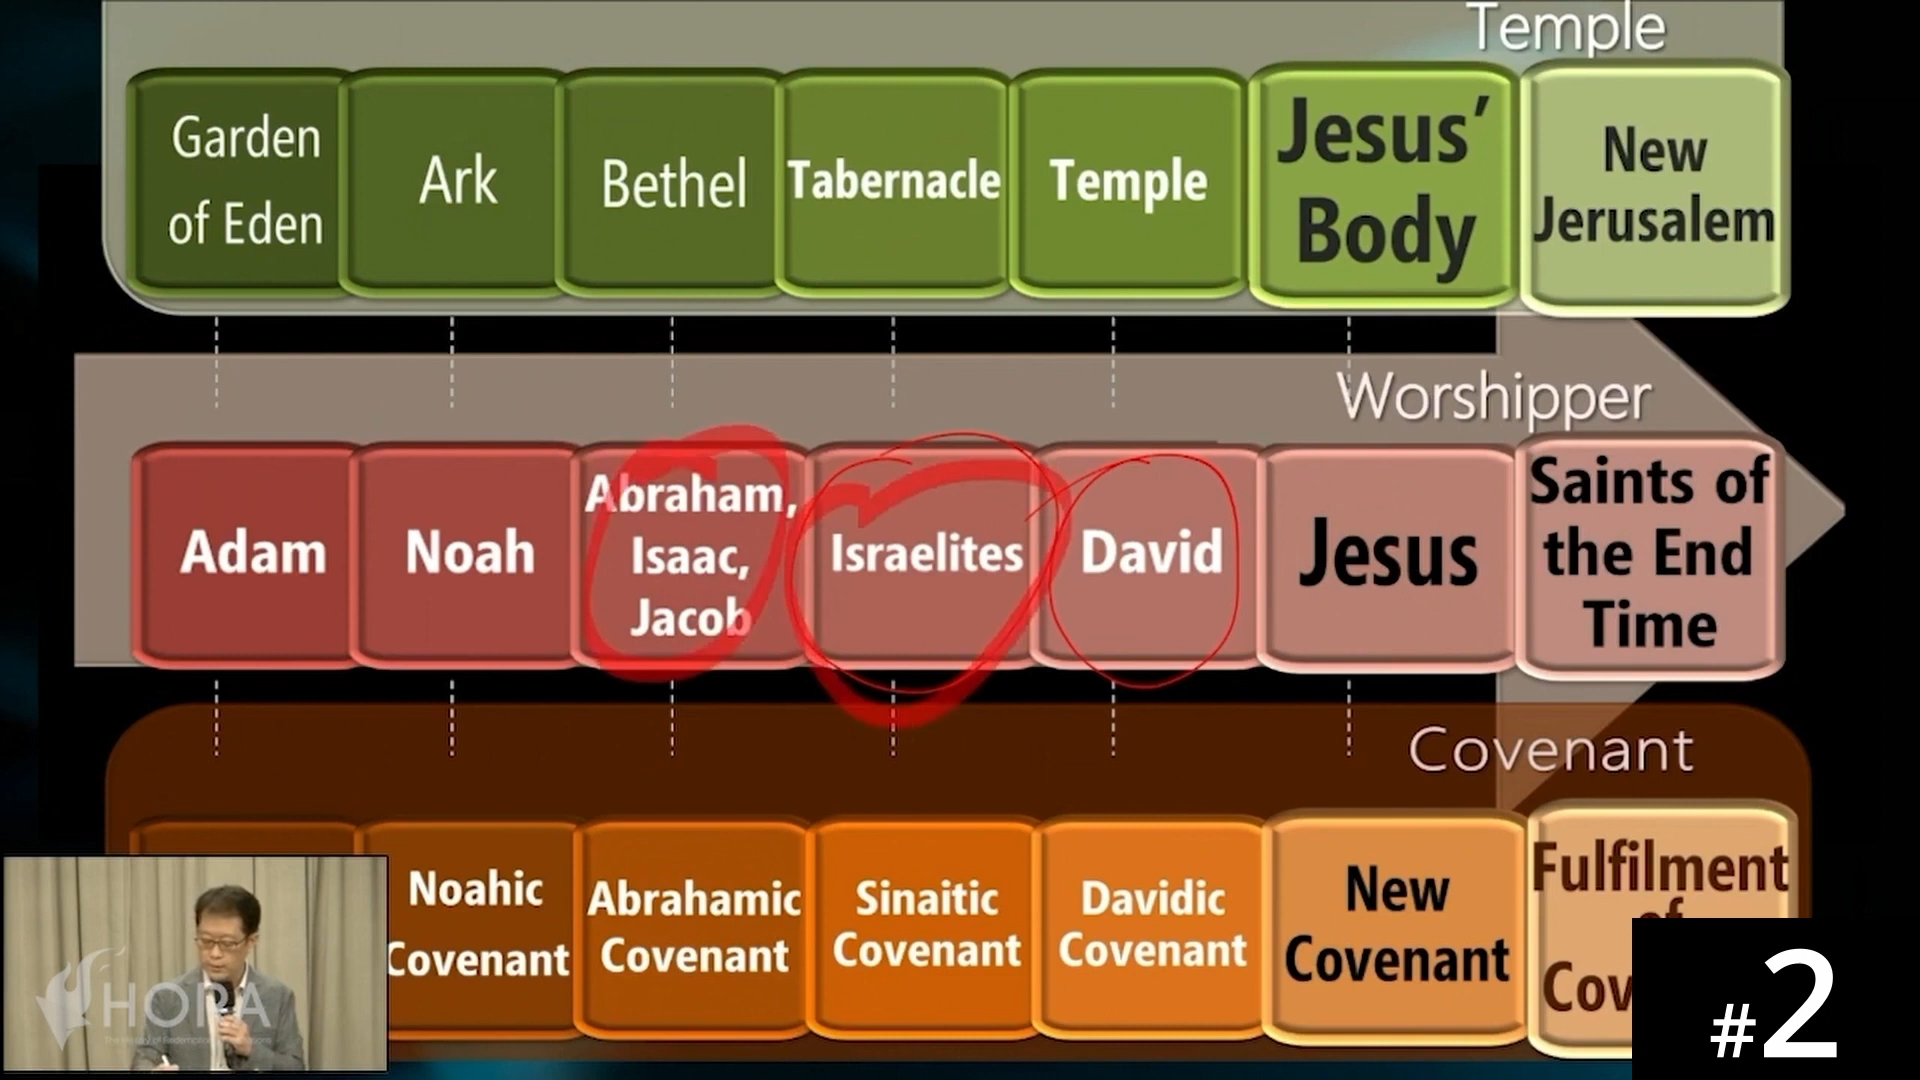 Temple
Garden
of Eden
Ark
Bethel
Tabernacle
Temple
Jesus’
Body
New
Jerusalem
Worshipper
Adam
Noah
Abraham,
Isaac,
Jacob
Israelites
David
Jesus
Saints of
the End
Time
Covenant
Noahic
Covenant
Abrahamic
Covenant
Sinaitic
Covenant
Davidic
Covenant
New
Covenant
Fulfilment
of
HORA
#2